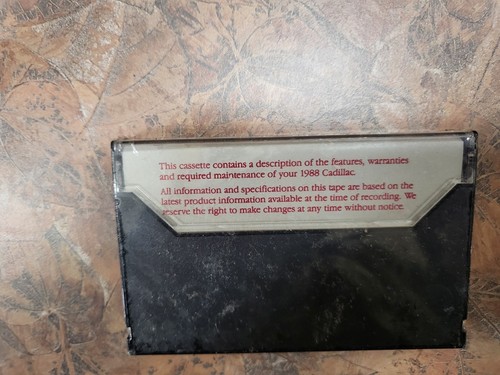 This cassette contains a description of the features, warranties
and required maintenance of your 1988 Cadillac.
All information and specifications on this tape are based on the
latest product information available at the time of recording. We
reserve the right to make changes at any time without notice.